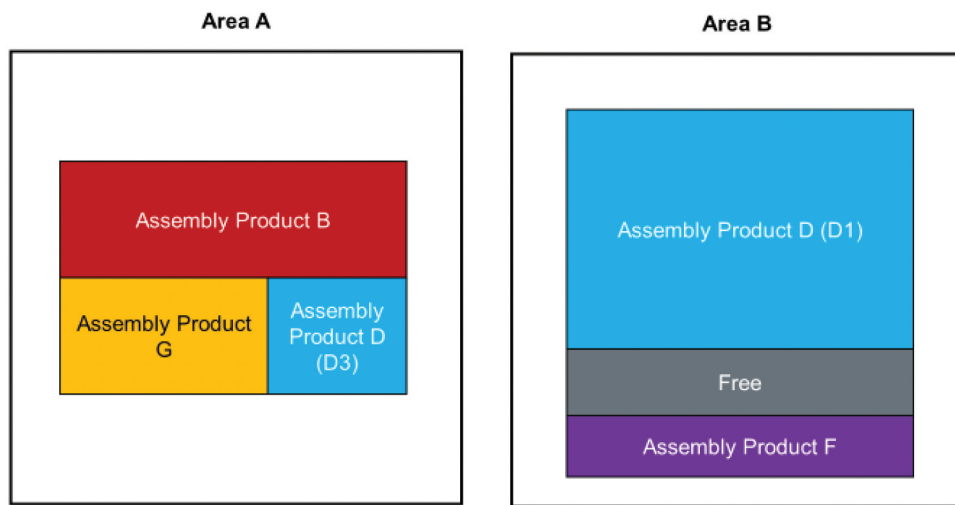 Area A
Area B
Assembly Product B
Assembly Product
G
Assembly
Product D
(D3)
Assembly Product D (D1)
Free
Assembly Product F